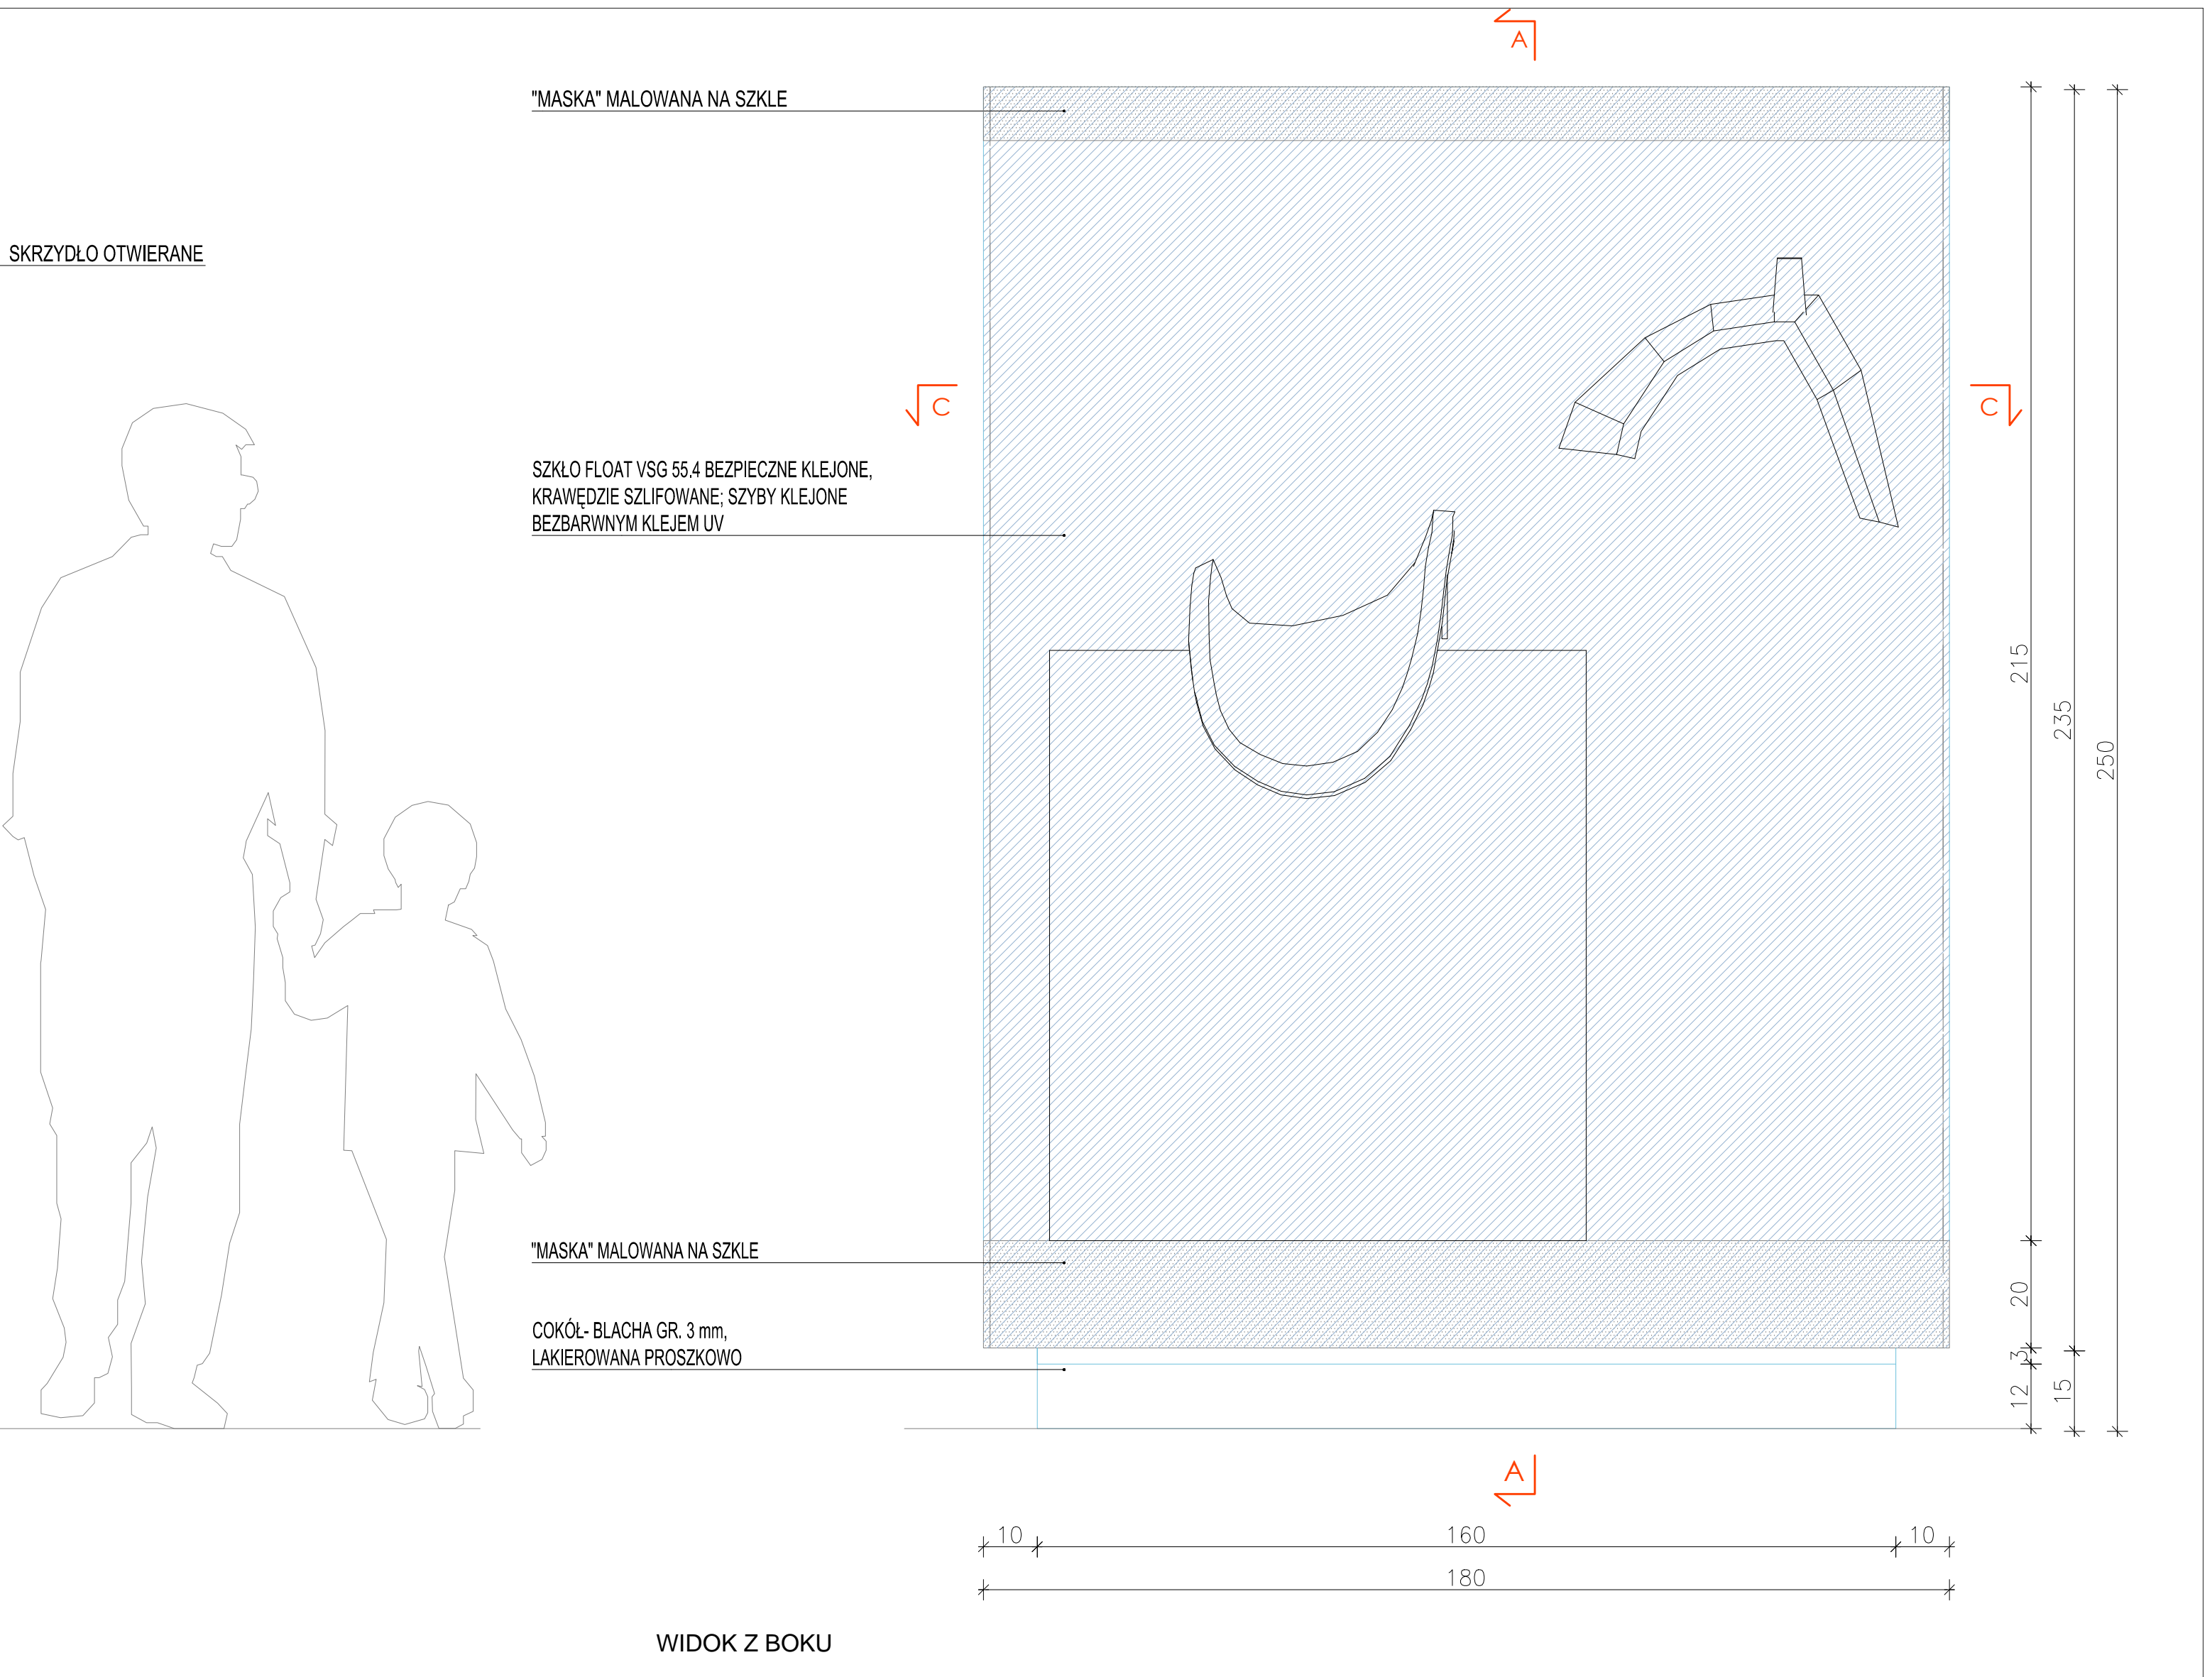 A
"MASKA" MALOWANA NA SZKLE
SKRZYDŁO OTWIERANE
C
C
SZKŁO FLOAT VSG 55.4 BEZPIECZNE KLEJONE,
KRAWĘDZIE SZLIFOWANE; SZYBY KLEJONE
BEZBARWNYM KLEJEM UV
215
235
250
"MASKA" MALOWANA NA SZKLE
20
COKÓŁ- BLACHA GR. 3 mm,
LAKIEROWANA PROSZKOWO
3
12
15
A
10
160
10
180
WIDOK Z BOKU